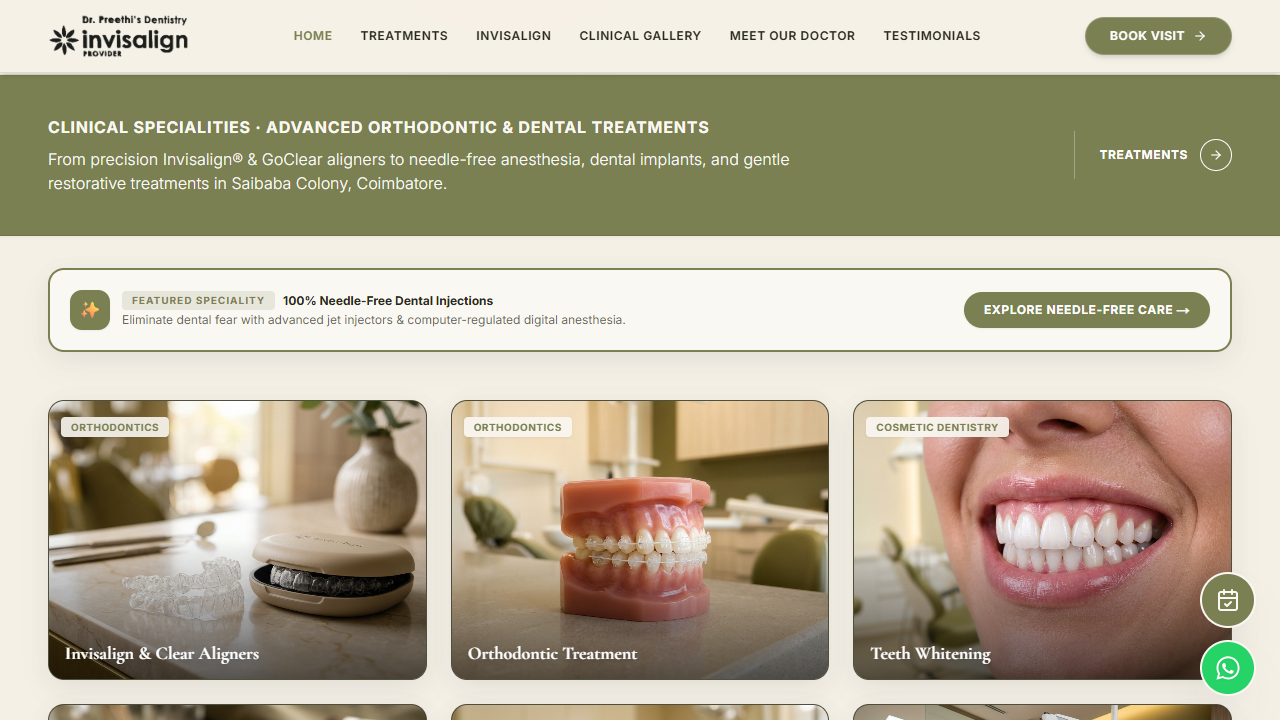 Dr. Preethi's Dentistry
invisalign
PROVIDER
HOME
TREATMENTS
INVISALIGN
CLINICAL GALLERY
MEET OUR DOCTOR
TESTIMONIALS
BOOK VISIT →
CLINICAL SPECIALITIES · ADVANCED ORTHODONTIC & DENTAL TREATMENTS
From precision Invisalign® & GoClear aligners to needle-free anesthesia, dental implants, and gentle
restorative treatments in Saibaba Colony, Coimbatore.
TREATMENTS →
FEATURED SPECIALITY 100% Needle-Free Dental Injections
Eliminate dental fear with advanced jet injectors & computer-regulated digital anesthesia.
EXPLORE NEEDLE-FREE CARE →
ORTHODONTICS
ORTHODONTICS
COSMETIC DENTISTRY
Invisalign & Clear Aligners
Orthodontic Treatment
Teeth Whitening